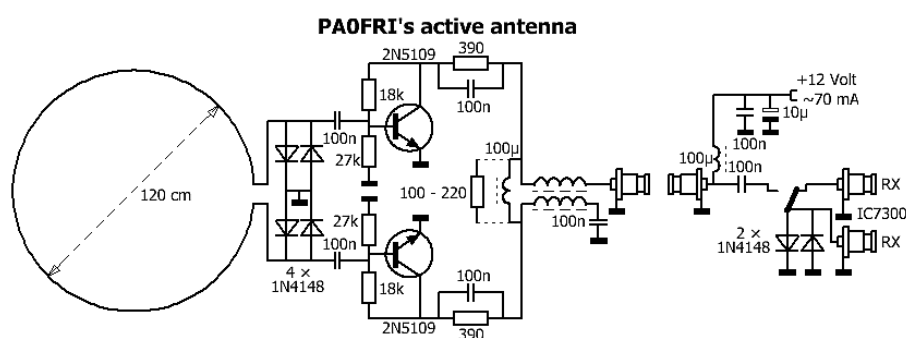 PA0FRI's active antenna
2N5109
390
100n
18k
100n
27k
120 cm
100µ
100 - 220
100n
27k
100n
4 ×
1N4148
18k
100n
2N5109
390
+12 Volt
~70 mA
10µ
100n
100µ
100n
RX
IC7300
2 ×
1N4148
RX